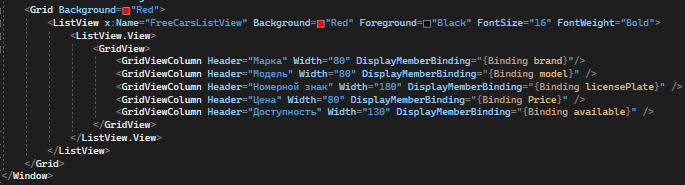 <Grid Background="Red">
<ListView x:Name="FreeCarsListView" Background="Red" Foreground="Black" FontSize="16" FontWeight="Bold">
<ListView.View>
<GridView>
<GridViewColumn Header="Марка" Width="80" DisplayMemberBinding="{Binding brand}"/>
<GridViewColumn Header="Модель" Width="80" DisplayMemberBinding="{Binding model}" />
<GridViewColumn Header="Номерной знак" Width="180" DisplayMemberBinding="{Binding licensePlate}" />
<GridViewColumn Header="Цена" Width="80" DisplayMemberBinding="{Binding Price}" />
<GridViewColumn Header="Доступность" Width="130" DisplayMemberBinding="{Binding available}" />
</GridView>
</ListView.View>
</ListView>
</Grid>
</Window>